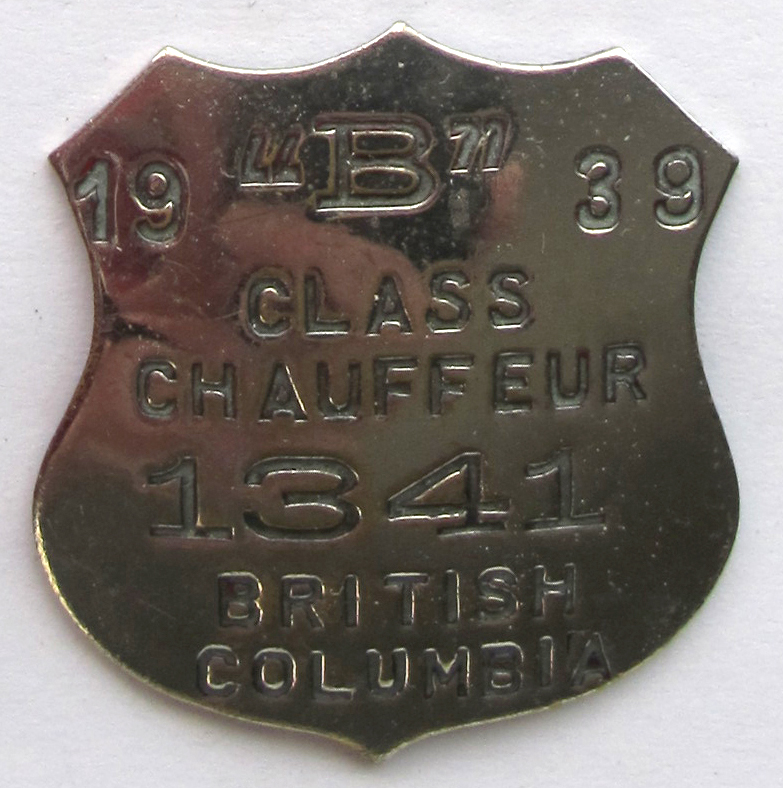 19 "B" 39
CLASS
CHAUFFEUR
1341
BRITISH
COLUMBIA